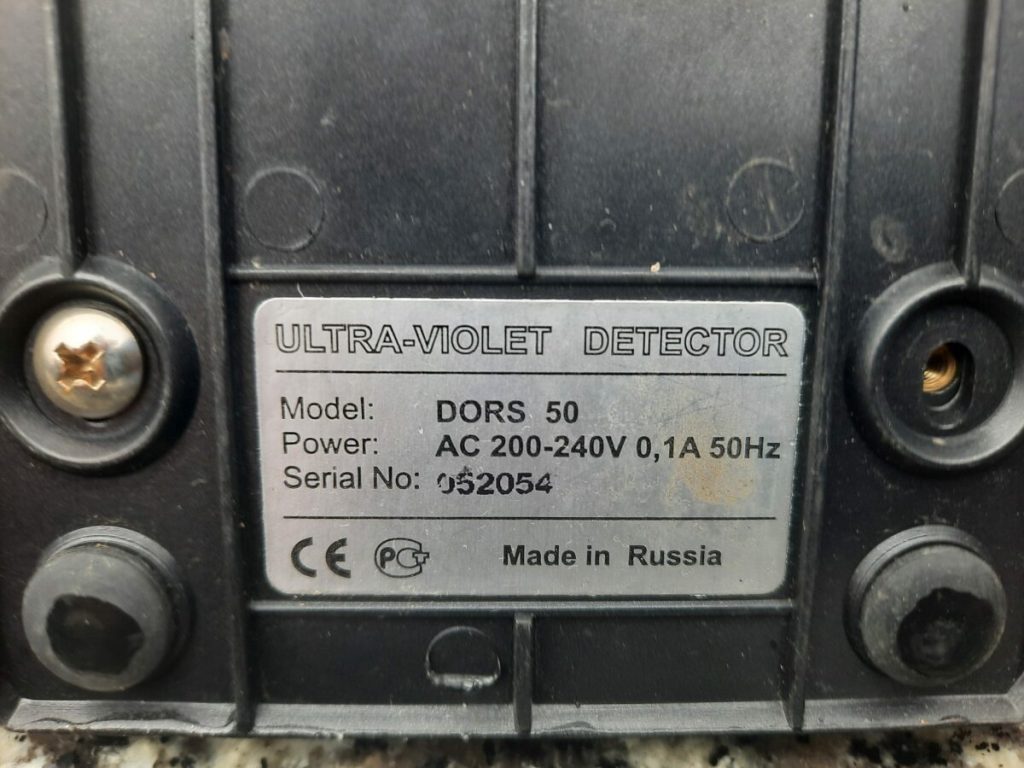 ULTRA-VIOLET DETECTOR
Model: DORS 50
Power: AC 200-240V 0,1A 50Hz
Serial No: 052054
CE РСТ Made in Russia